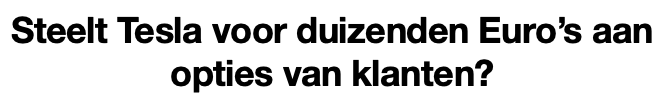 Steelt Tesla voor duizenden Euro’s aan
opties van klanten?